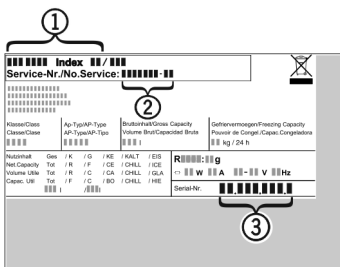 1
Index /
Service-Nr./No.Service: -
2
Klasse/Class
Classe/Clase
Ap-Typ/AP-Type
AP-Type/AP-Tipo
Bruttoinhalt/Gross Capacity
Volume Brut/Capacidad Bruta
l
Gefriervermoegen/Freezing Capacity
Pouvoir de Congel./Capac.Congeladora
kg / 24 h
Nutzinhalt Ges / K / G / KE / KALT / EIS
Net.Capacity Tot / R / F / CE / CHILL / ICE
Volume Utile Tot / R / C / CA / CHILL / GLA
Capac. Util Tot / F / C / BO / CHILL / HIE
l / l
R : g
W A - V Hz
Serial-Nr.
3